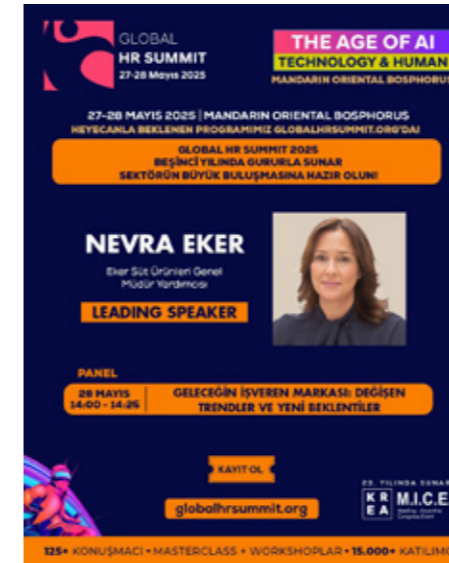 GLOBAL
HR SUMMIT
27-28 Mayıs 2025
THE AGE OF AI
TECHNOLOGY & HUMAN
MANDARIN ORIENTAL BOSPHORUS
27-28 MAYIS 2025 | MANDARIN ORIENTAL BOSPHORUS
HEYECANLA BEKLENEN PROGRAMIMIZ GLOBALHRSUMMIT.ORG'DA!
GLOBAL HR SUMMIT 2025
BEŞİNCİ YILINDA GURURLA SUNAR
SEKTÖRÜN BÜYÜK BULUŞMASINA HAZIR OLUN!
NEVRA EKER
Eker Süt Ürünleri Genel
Müdür Yardımcısı
LEADING SPEAKER
PANEL
28 MAYIS
14:00 - 14:25
GELECEĞİN İŞVEREN MARKASI: DEĞİŞEN
TRENDLER VE YENİ BEKLENTİLER
KAYIT OL
globalhrsummit.org
25. YILINDA SUNAR
KR
EA
M.I.C.E.
125+ KONUŞMACI • MASTERCLASS • WORKSHOPLAR • 15.000+ KATILIMC